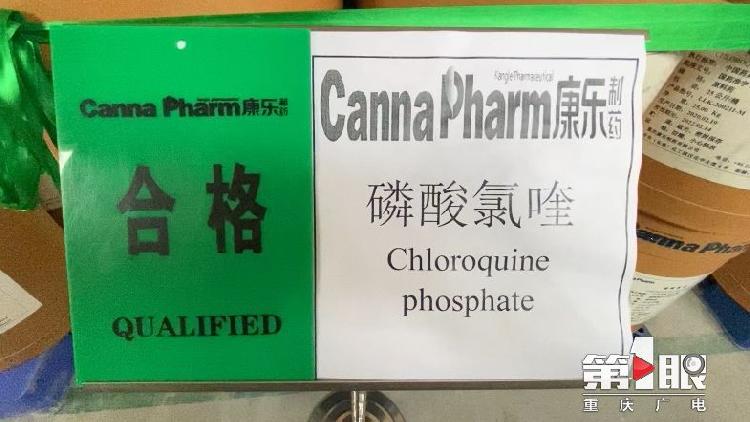 Canna Pharm康乐制药
合格
QUALIFIED
Kangle Pharmaceutical
Canna Pharm康乐制药
磷酸氯喹
Chloroquine
phosphate
Canna Pharm
第1眼
重庆广电